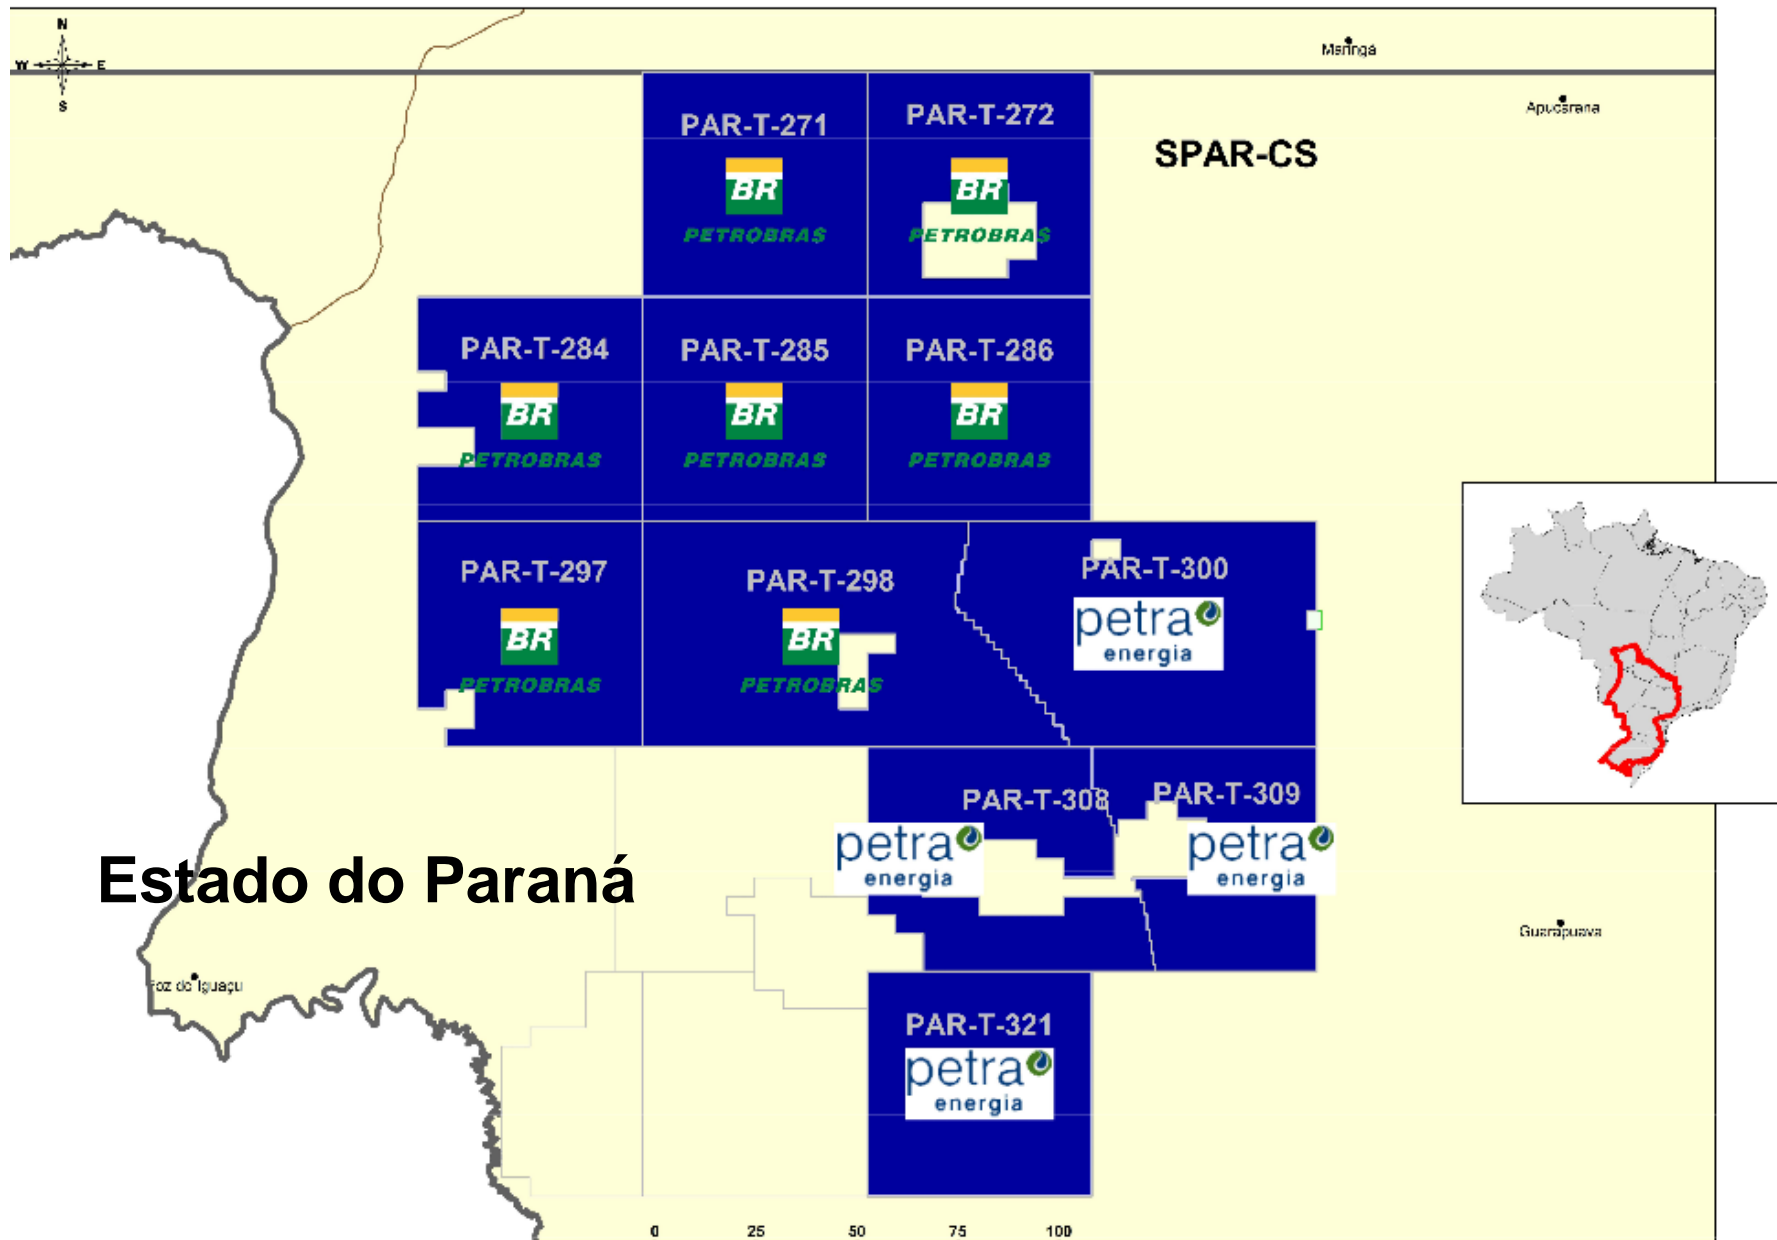 N
W E
S
Maringá
Apucarana
SPAR-CS
PAR-T-271
BR
PETROBRAS
PAR-T-272
BR
PETROBRAS
PAR-T-284
BR
PETROBRAS
PAR-T-285
BR
PETROBRAS
PAR-T-286
BR
PETROBRAS
PAR-T-297
BR
PETROBRAS
PAR-T-298
BR
PETROBRAS
PAR-T-300
petra
energia
PAR-T-308
petra
energia
PAR-T-309
petra
energia
Estado do Paraná
Guarapuava
Foz do Iguaçu
PAR-T-321
petra
energia
0 25 50 75 100